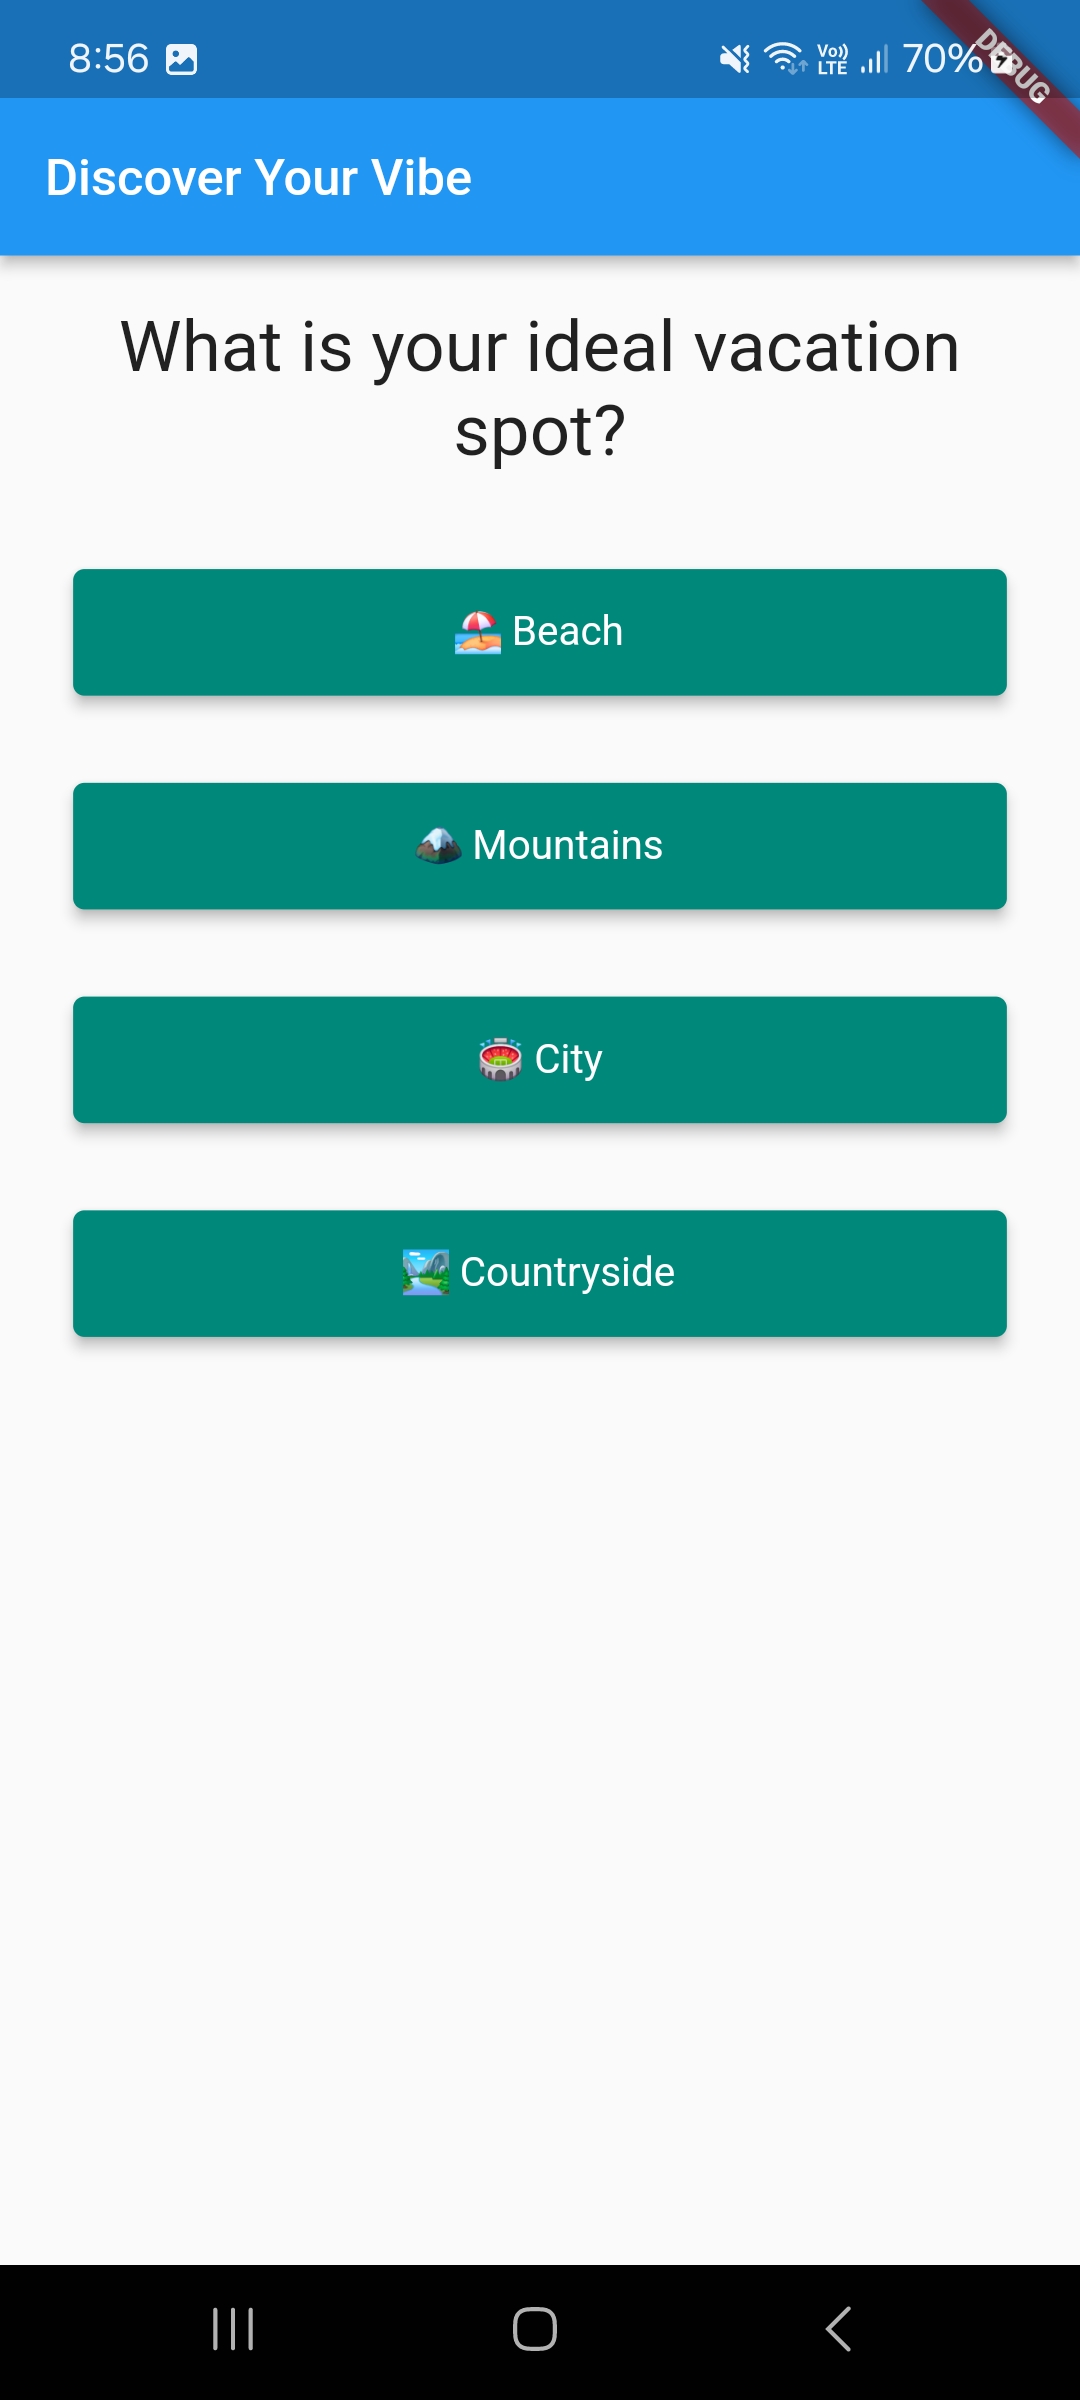 8:56
Vo)) LTE 70%
DEBUG
Discover Your Vibe
What is your ideal vacation
spot?
🏖️ Beach
🏔️ Mountains
🏟️ City
🏞️ Countryside